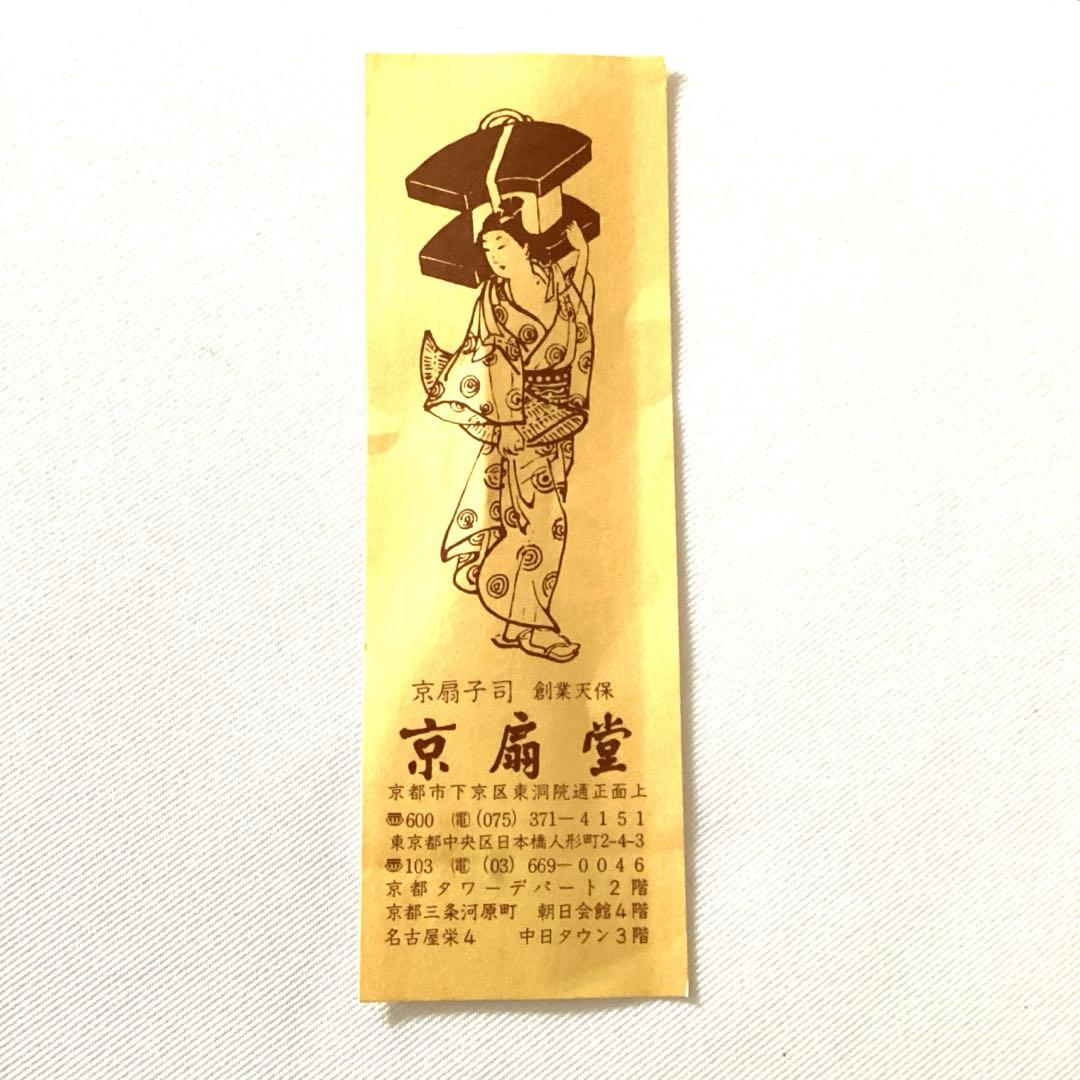 京扇子司 創業天保
京扇堂
京都市下京区東洞院通正面上
〠600 ㈹(075) 371－4151
東京都中央区日本橋人形町2-4-3
〠103 ㈹(03) 669－0046
京都タワーデパート2階
京都三条河原町 朝日会館4階
名古屋栄4 中日タウン3階